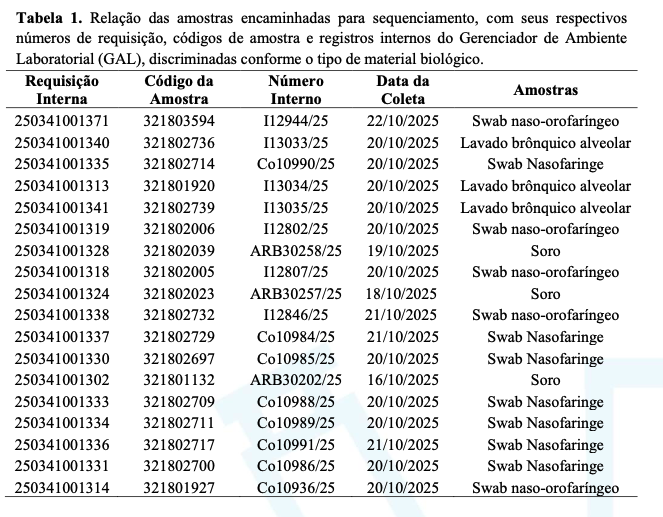 Tabela 1. Relação das amostras encaminhadas para sequenciamento, com seus respectivos
números de requisição, códigos de amostra e registros internos do Gerenciador de Ambiente
Laboratorial (GAL), discriminadas conforme o tipo de material biológico.
Requisição Interna Código da Amostra Número Interno Data da Coleta Amostras
250341001371 321803594 I12944/25 22/10/2025 Swab naso-orofaríngeo
250341001340 321802736 I13033/25 20/10/2025 Lavado brônquico alveolar
250341001335 321802714 Co10990/25 20/10/2025 Swab Nasofaringe
250341001313 321801920 I13034/25 20/10/2025 Lavado brônquico alveolar
250341001341 321802739 I13035/25 20/10/2025 Lavado brônquico alveolar
250341001319 321802006 I12802/25 20/10/2025 Swab naso-orofaríngeo
250341001328 321802039 ARB30258/25 19/10/2025 Soro
250341001318 321802005 I12807/25 20/10/2025 Swab naso-orofaríngeo
250341001324 321802023 ARB30257/25 18/10/2025 Soro
250341001338 321802732 I12846/25 21/10/2025 Swab naso-orofaríngeo
250341001337 321802729 Co10984/25 21/10/2025 Swab Nasofaringe
250341001330 321802697 Co10985/25 20/10/2025 Swab Nasofaringe
250341001302 321801132 ARB30202/25 16/10/2025 Soro
250341001333 321802709 Co10988/25 20/10/2025 Swab Nasofaringe
250341001334 321802711 Co10989/25 20/10/2025 Swab Nasofaringe
250341001336 321802717 Co10991/25 21/10/2025 Swab Nasofaringe
250341001331 321802700 Co10986/25 20/10/2025 Swab Nasofaringe
250341001314 321801927 Co10936/25 20/10/2025 Swab naso-orofaríngeo